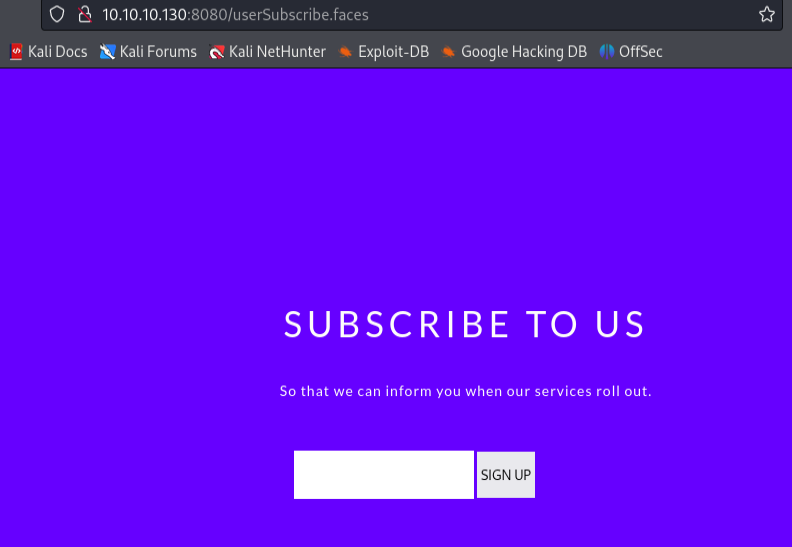 10.10.10.130:8080/userSubscribe.faces
Kali Docs Kali Forums Kali NetHunter Exploit-DB Google Hacking DB OffSec
SUBSCRIBE TO US
So that we can inform you when our services roll out.
SIGN UP